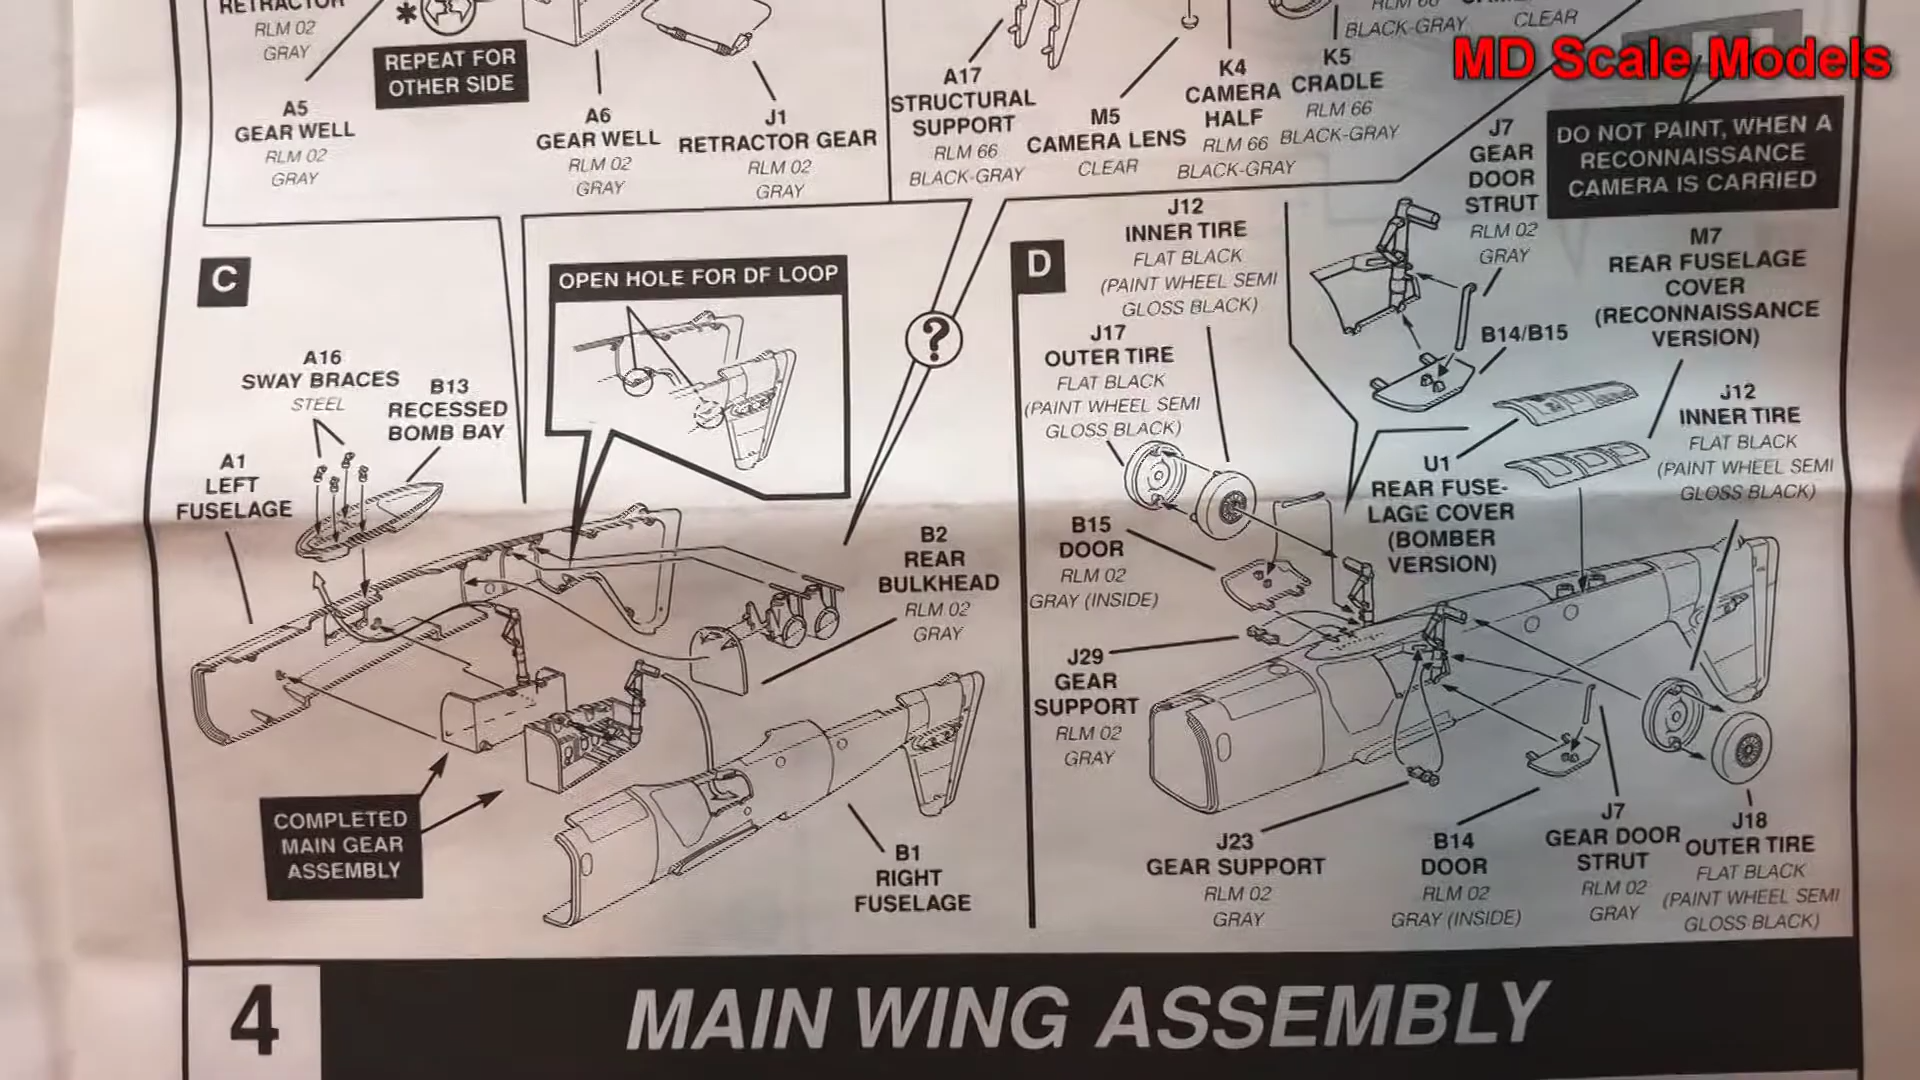 RETRACTOR
RLM 02
GRAY
*
REPEAT FOR
OTHER SIDE
A5
GEAR WELL
RLM 02
GRAY
A6
GEAR WELL
RLM 02
GRAY
J1
RETRACTOR GEAR
RLM 02
GRAY
A17
STRUCTURAL
SUPPORT
RLM 66
BLACK-GRAY
M5
CAMERA LENS
CLEAR
K4
CAMERA
HALF
RLM 66
BLACK-GRAY
BLACK-GRAY
K5
CRADLE
RLM 66
BLACK-GRAY
CLEAR
MD Scale Models
DO NOT PAINT, WHEN A
RECONNAISSANCE
CAMERA IS CARRIED
C
OPEN HOLE FOR DF LOOP
?
A16
SWAY BRACES
STEEL
B13
RECESSED
BOMB BAY
A1
LEFT
FUSELAGE
B2
REAR
BULKHEAD
RLM 02
GRAY
COMPLETED
MAIN GEAR
ASSEMBLY
B1
RIGHT
FUSELAGE
D
J12
INNER TIRE
FLAT BLACK
(PAINT WHEEL SEMI
GLOSS BLACK)
J17
OUTER TIRE
FLAT BLACK
(PAINT WHEEL SEMI
GLOSS BLACK)
J7
GEAR
DOOR
STRUT
RLM 02
GRAY
B14/B15
M7
REAR FUSELAGE
COVER
(RECONNAISSANCE
VERSION)
J12
INNER TIRE
FLAT BLACK
(PAINT WHEEL SEMI
GLOSS BLACK)
U1
REAR FUSE-
LAGE COVER
(BOMBER
VERSION)
B15
DOOR
RLM 02
GRAY (INSIDE)
J29
GEAR
SUPPORT
RLM 02
GRAY
J23
GEAR SUPPORT
RLM 02
GRAY
B14
DOOR
RLM 02
GRAY (INSIDE)
J7
GEAR DOOR
STRUT
RLM 02
GRAY
J18
OUTER TIRE
FLAT BLACK
(PAINT WHEEL SEMI
GLOSS BLACK)
4
MAIN WING ASSEMBLY